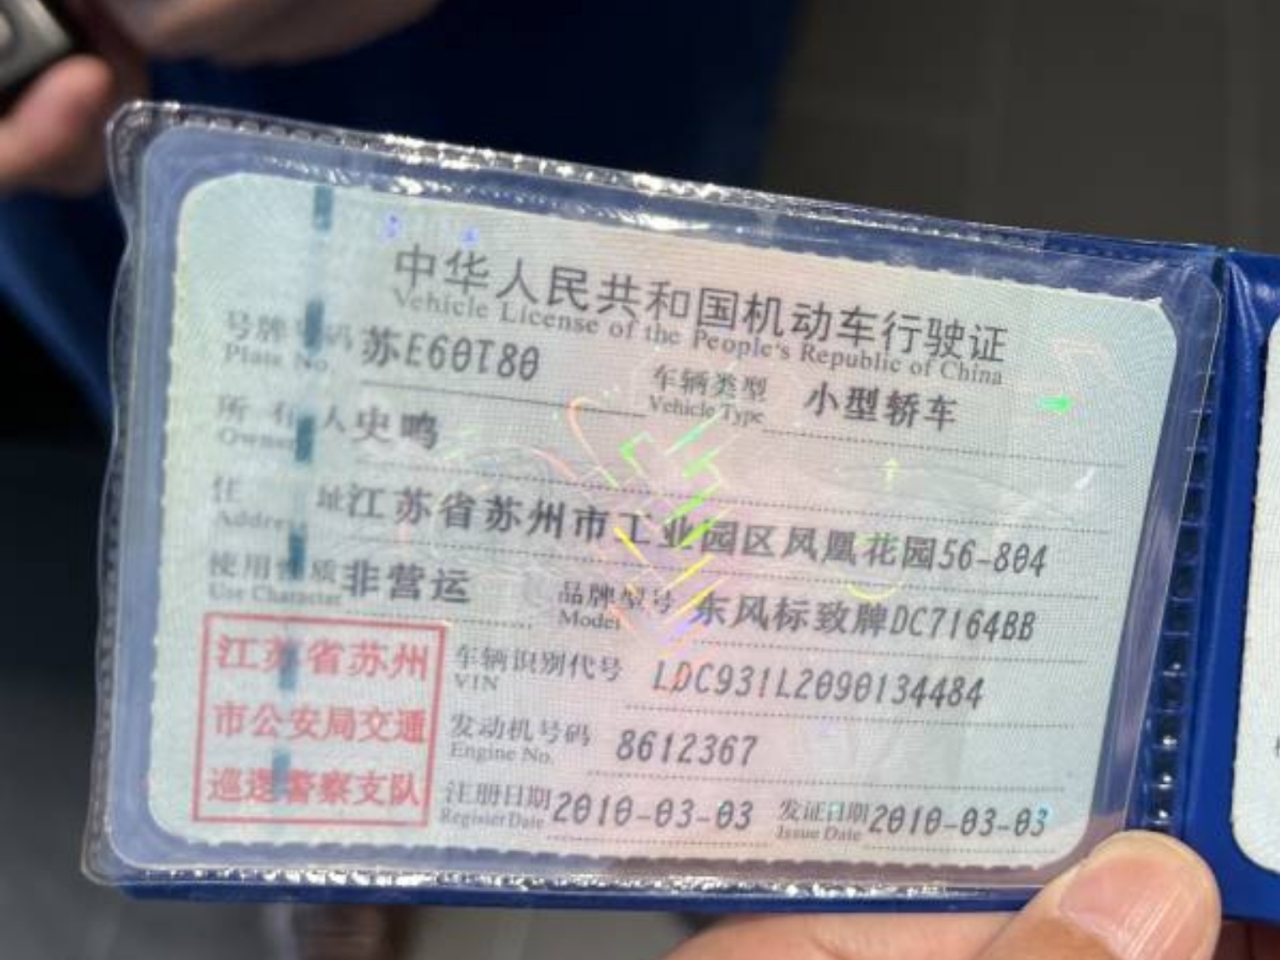 中华人民共和国机动车行驶证
Vehicle License of the People's Republic of China
号牌号码 苏E60T80 车辆类型 小型轿车
Plate No. Vehicle Type
所有人 史鸣
Owner
住址 江苏省苏州市工业园区凤凰花园56-804
Address
使用性质 非营运 品牌型号 东风标致牌DC7164BB
Use Character Model
江苏省苏州
市公安局交通
巡逻警察支队
车辆识别代号 LDC931L2090134484
VIN
发动机号码 8612367
Engine No.
注册日期 2010-03-03 发证日期 2010-03-03
Register Date Issue Date